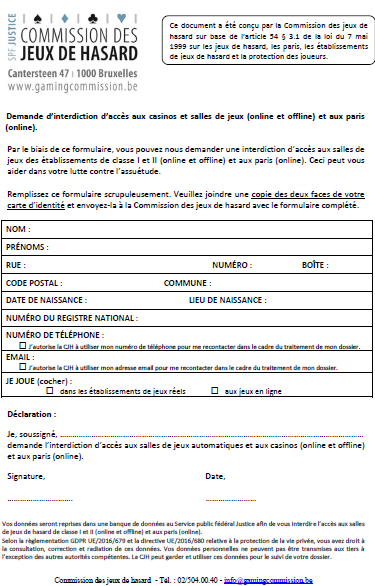 SPF JUSTICE
COMMISSION DES
JEUX DE HASARD
Cantersteen 47 | 1000 Bruxelles
www.gamingcommission.be
Ce document a été conçu par la Commission des jeux de
hasard sur base de l'article 54 § 3.1 de la loi du 7 mai
1999 sur les jeux de hasard, les paris, les établissements
de jeux de hasard et la protection des joueurs.
Demande d'interdiction d'accès aux casinos et salles de jeu (online et offline) et aux paris
(online).
Par le biais de ce formulaire, vous pouvez nous demander une interdiction d'accès aux salles de
jeux des établissements de classe I et II (online et offline) et aux paris (online). Ceci peut vous
aider dans votre lutte contre l'assuétude.
Remplissez ce formulaire scrupuleusement. Veuillez joindre une copie des deux faces de votre
carte d'identité et envoyez-la à la Commission des jeux de hasard avec le formulaire complété.
NOM :
PRÉNOMS :
RUE : NUMÉRO : BOÎTE :
CODE POSTAL : COMMUNE :
DATE DE NAISSANCE : LIEU DE NAISSANCE :
NUMÉRO DU REGISTRE NATIONAL :
NUMÉRO DE TÉLÉPHONE :
☐ J'autorise la CJH à utiliser mon numéro de téléphone pour me recontacter dans le cadre du traitement de mon dossier.
EMAIL :
☐ J'autorise la CJH à utiliser mon adresse email pour me recontacter dans le cadre du traitement de mon dossier.
JE JOUE (cocher) :
☐ dans les établissements de jeux réels ☐ aux jeux en ligne
Déclaration :
Je, soussigné, ……………………………………………………………………………………
demande l'interdiction d'accès aux salles de jeux automatiques et aux casinos (online et offline)
et aux paris (online).
Signature, Date,
………………………… ……………………
Vos données seront reprises dans une banque de données au Service public fédéral Justice afin de vous interdire l'accès aux salles
de jeux de hasard de classe I et II (online et offline) et aux paris (online).
Selon la réglementation GDPR UE/2016/679 et la directive UE/2016/680 relative à la protection de la vie privée, vous avez droit à
la consultation, correction et radiation de ces données. Vos données personnelles ne peuvent pas être transmises aux tiers à
l'exception des autres autorités compétentes. La CJH peut garder et utiliser ces données pour le suivi de votre dossier.
Commission des jeux de hasard - Tél. : 02/504.00.40 - info@gamingcommission.be